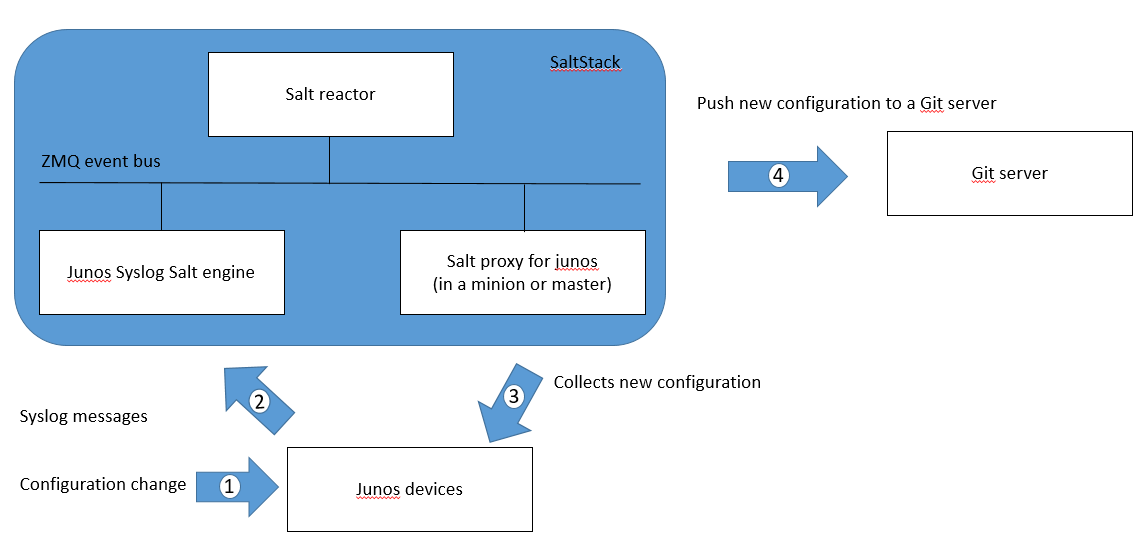 SaltStack
Salt reactor
Push new configuration to a Git server
ZMQ event bus
4
Git server
Junos Syslog Salt engine
Salt proxy for junos
(in a minion or master)
3
Collects new configuration
2
Syslog messages
Configuration change
1
Junos devices